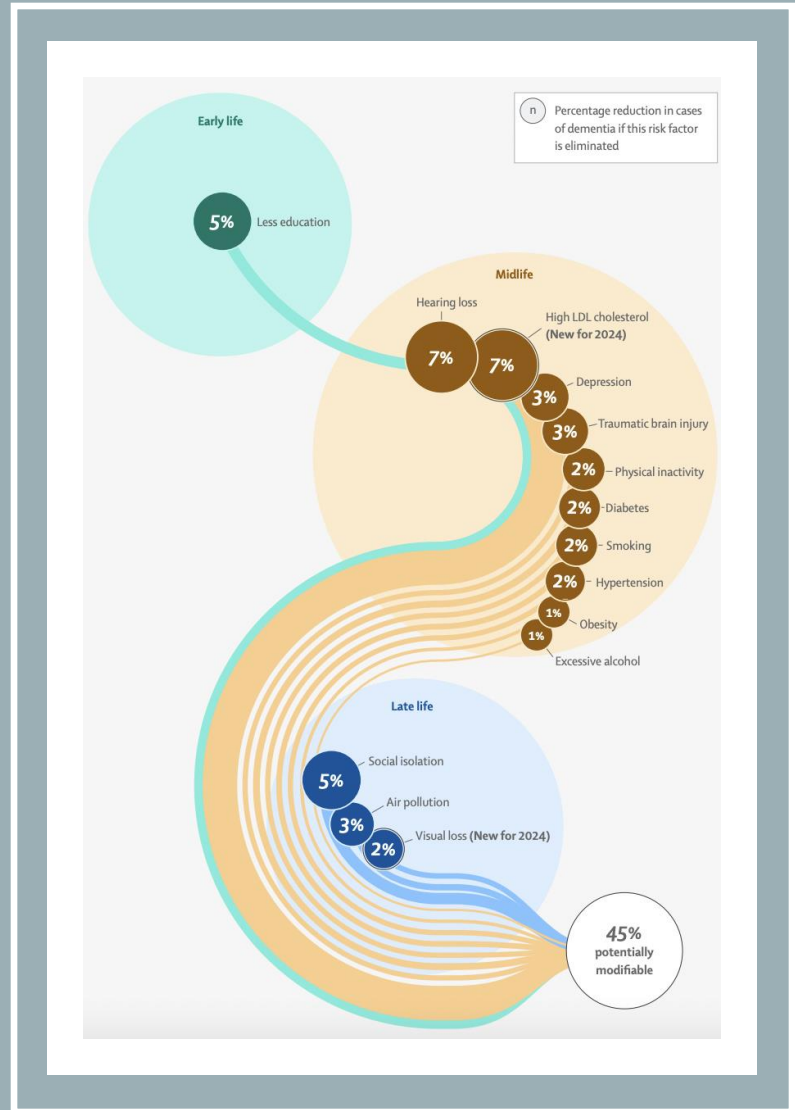 n
Percentage reduction in cases
of dementia if this risk factor
is eliminated
Early life
5%
Less education
Midlife
Hearing loss
7%
High LDL cholesterol
(New for 2024)
7%
Depression
3%
Traumatic brain injury
3%
Physical inactivity
2%
Diabetes
2%
Smoking
2%
Hypertension
2%
Obesity
1%
Excessive alcohol
1%
Late life
Social isolation
5%
Air pollution
3%
Visual loss (New for 2024)
2%
45%
potentially
modifiable